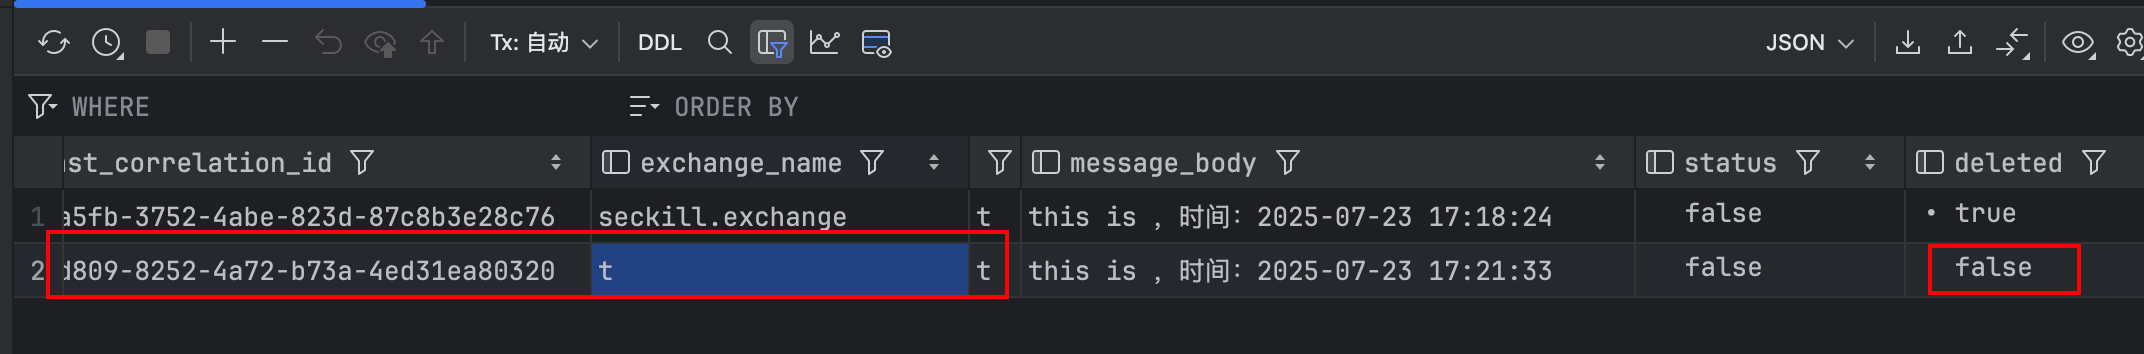 Tx: 自动 DDL JSON
WHERE ORDER BY
ast_correlation_id exchange_name message_body status deleted
1 a5fb-3752-4abe-823d-87c8b3e28c76 seckill.exchange t this is , 时间: 2025-07-23 17:18:24 false • true
2 d809-8252-4a72-b73a-4ed31ea80320 t t this is , 时间: 2025-07-23 17:21:33 false false